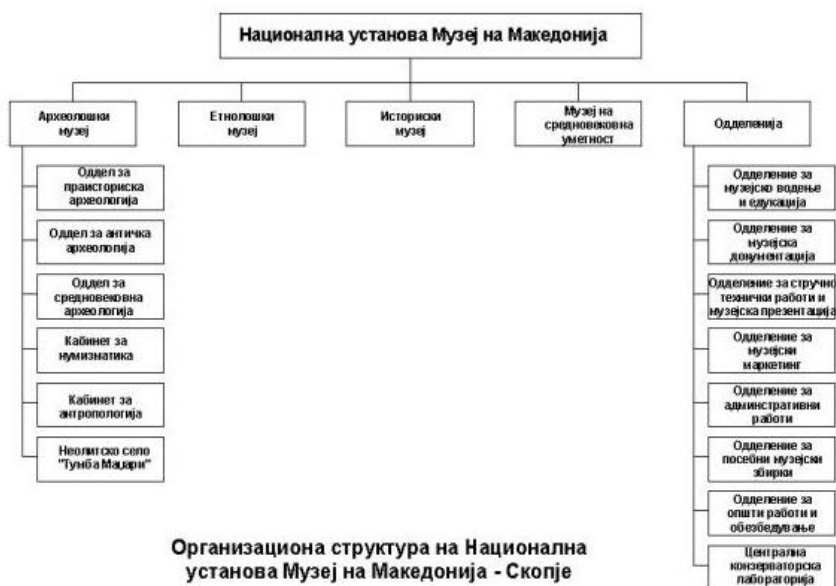 Национална установа Музеј на Македонија
Археолошки
музеј
Етнолошки
музеј
Историски
музеј
Музеј на
средновековна
уметност
Одделенија
Оддел за
праисториска
археологија
Оддел за античка
археологија
Оддел за
средновековна
археологија
Кабинет за
нумизматика
Кабинет за
антропологија
Неолитско село
"Тумба Маџари"
Одделение за
музејско водење
и едукација
Одделение за
музејска
документација
Одделение за стручно
технички работи и
музејска презентација
Одделение за
музејски
маркетинг
Одделение за
админстративни
работи
Одделение за
посебни музејски
збирки
Одделение за
општи работи и
обезбедување
Централна
конзерваторска
лабораторија
Организациона структура на Национална
установа Музеј на Македонија - Скопје